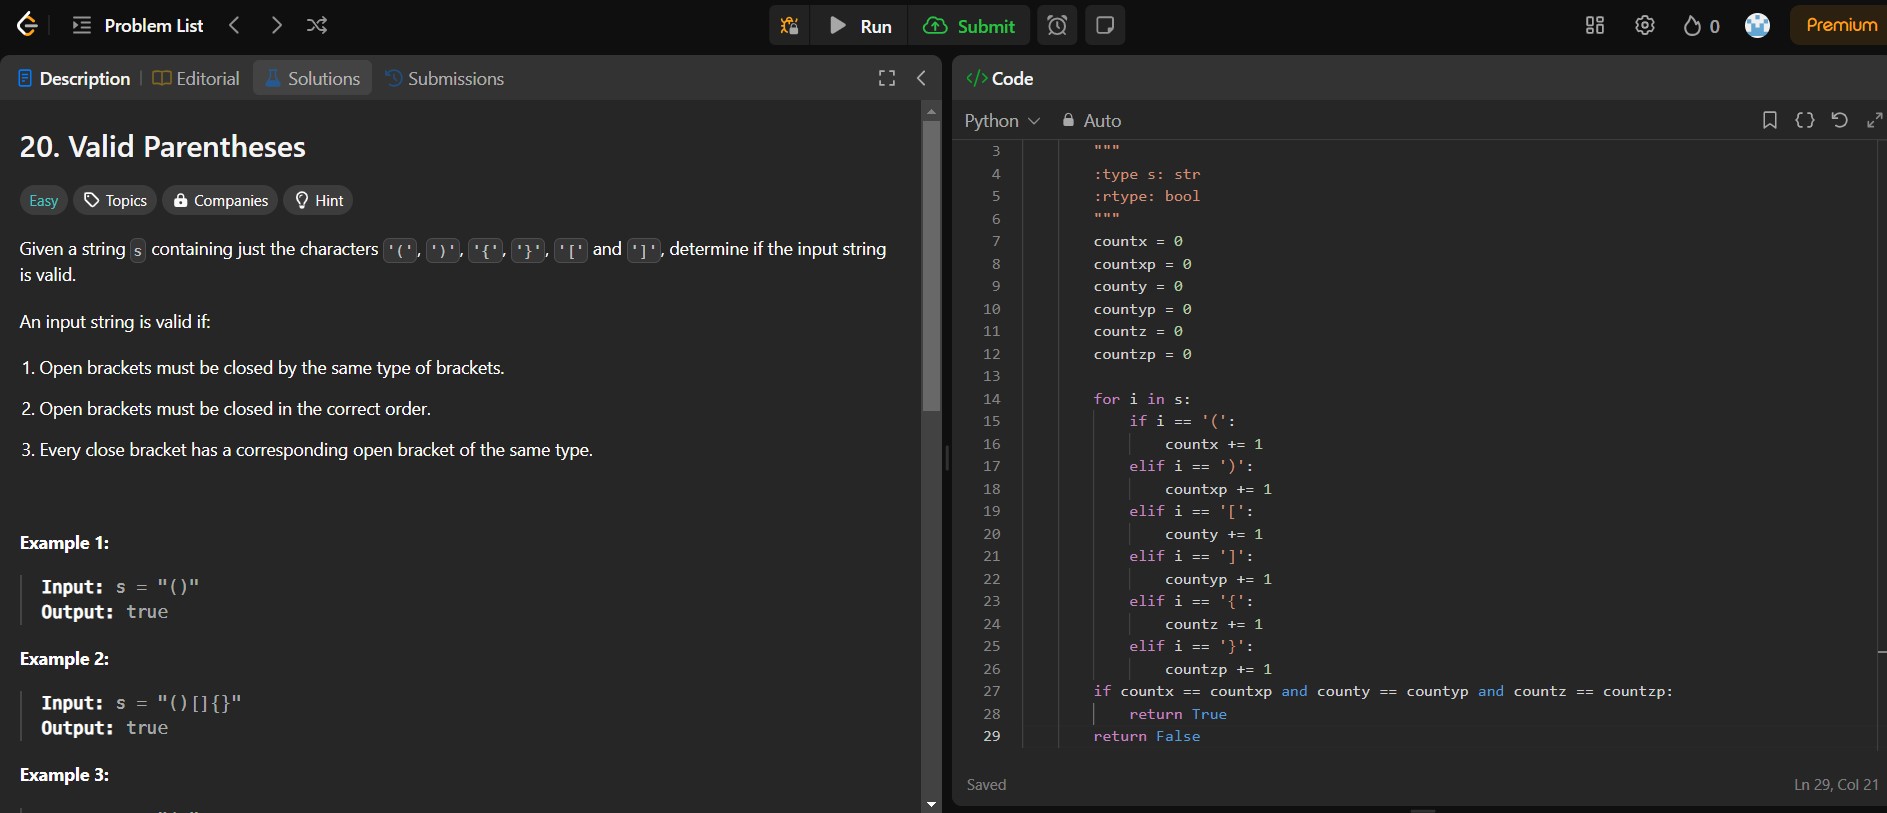 Problem List
Run
Submit
0
Premium
Description
Editorial
Solutions
Submissions
20. Valid Parentheses
Easy
Topics
Companies
Hint
Given a string s containing just the characters '(', ')', '{', '}', '[' and ']', determine if the input string
is valid.
An input string is valid if:
1. Open brackets must be closed by the same type of brackets.
2. Open brackets must be closed in the correct order.
3. Every close bracket has a corresponding open bracket of the same type.
Example 1:
Input: s = "()"
Output: true
Example 2:
Input: s = "()[]{}"
Output: true
Example 3:
</> Code
Python
Auto
3 """
4 :type s: str
5 :rtype: bool
6 """
7 countx = 0
8 countxp = 0
9 county = 0
10 countyp = 0
11 countz = 0
12 countzp = 0
13
14 for i in s:
15 if i == '(':
16 countx += 1
17 elif i == ')':
18 countxp += 1
19 elif i == '[':
20 county += 1
21 elif i == ']':
22 countyp += 1
23 elif i == '{':
24 countz += 1
25 elif i == '}':
26 countzp += 1
27 if countx == countxp and county == countyp and countz == countzp:
28 return True
29 return False
Saved
Ln 29, Col 21